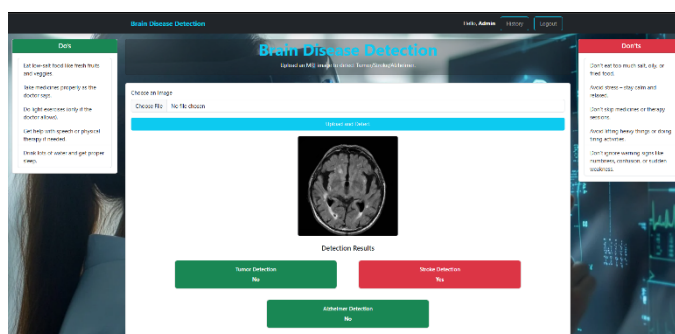 Brain Disease Detection
Hello, Admin
History
Logout
Do's
Eat low-salt food like fresh fruits
and veggies.
Take medicines properly as the
doctor says.
Do light exercises (only if the
doctor allows).
Get help with speech or physical
therapy if needed.
Drink lots of water and get proper
sleep.
Brain Disease Detection
Upload an MRI image to detect Tumor/Stroke/Alzheimer.
Choose an Image
Choose File No file chosen
Upload and Detect
Detection Results
Tumor Detection
No
Stroke Detection
Yes
Alzheimer Detection
No
Don'ts
Don't eat too much salt, oily, or
fried food.
Avoid stress – stay calm and
relaxed.
Don't skip medicines or therapy
sessions.
Avoid lifting heavy things or doing
tiring activities.
Don't ignore warning signs like
numbness, confusion, or sudden
weakness.